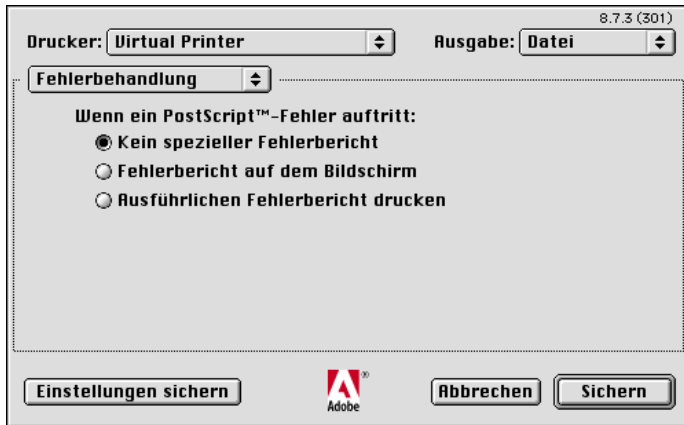 8.7.3 (301)
Drucker: Virtual Printer Ausgabe: Datei
Fehlerbehandlung
Wenn ein PostScript™-Fehler auftritt:
Kein spezieller Fehlerbericht
Fehlerbericht auf dem Bildschirm
Ausführlichen Fehlerbericht drucken
Einstellungen sichern Adobe® Abbrechen Sichern